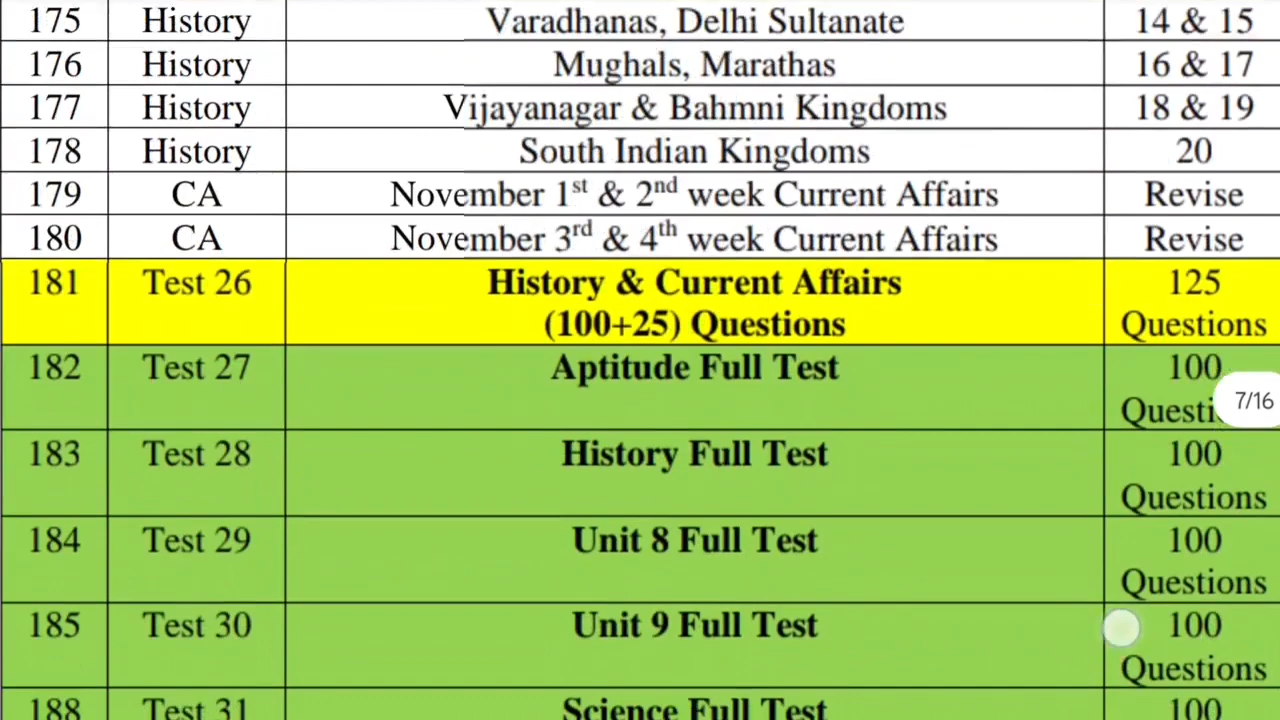 175 History Varadhanas, Delhi Sultanate 14 & 15
176 History Mughals, Marathas 16 & 17
177 History Vijayanagar & Bahmni Kingdoms 18 & 19
178 History South Indian Kingdoms 20
179 CA November 1st & 2nd week Current Affairs Revise
180 CA November 3rd & 4th week Current Affairs Revise
181 Test 26 History & Current Affairs 125
(100+25) Questions Questions
182 Test 27 Aptitude Full Test 100
7/16
183 Test 28 History Full Test 100
Questions
184 Test 29 Unit 8 Full Test 100
Questions
185 Test 30 Unit 9 Full Test 100
Questions
188 Test 31 Science Full Test 100